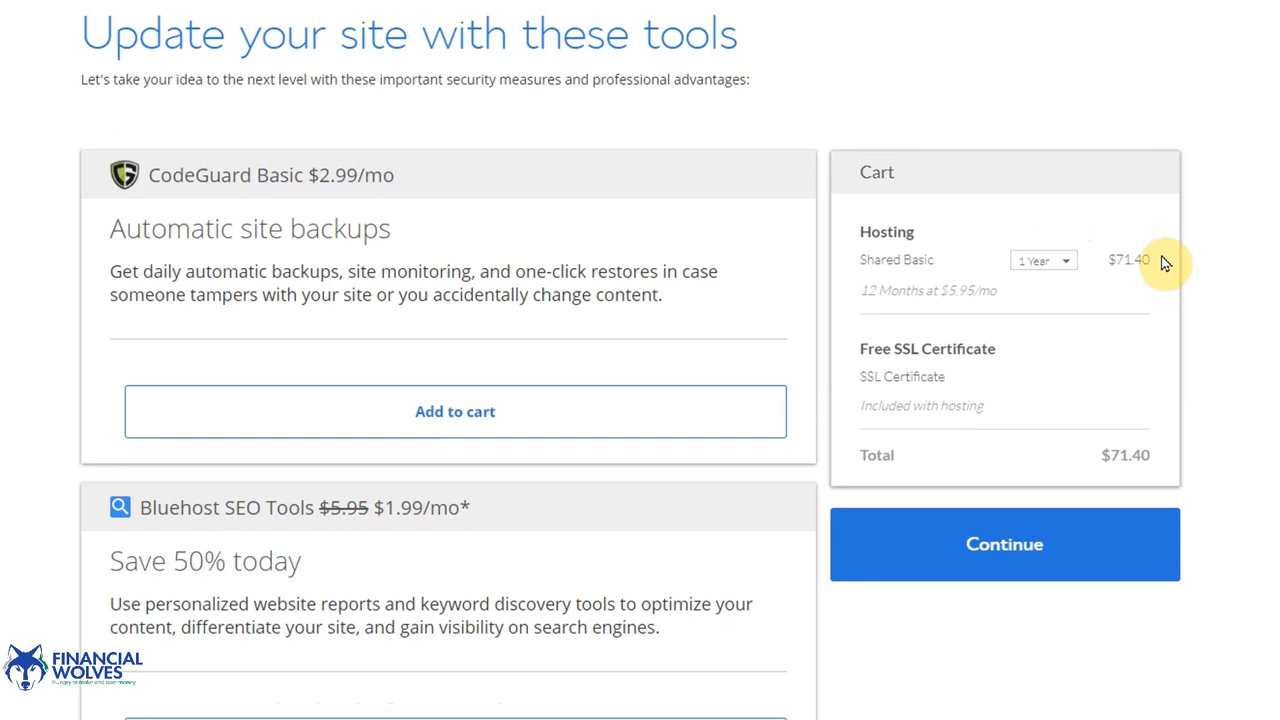 Update your site with these tools
Let's take your idea to the next level with these important security measures and professional advantages:
CodeGuard Basic $2.99/mo
Automatic site backups
Get daily automatic backups, site monitoring, and one-click restores in case
someone tampers with your site or you accidentally change content.
Add to cart
Bluehost SEO Tools $5.95 $1.99/mo*
Save 50% today
Use personalized website reports and keyword discovery tools to optimize your
content, differentiate your site, and gain visibility on search engines.
Cart
Hosting
Shared Basic 1 Year $71.40
12 Months at $5.95/mo
Free SSL Certificate
SSL Certificate
Included with hosting
Total $71.40
Continue
FINANCIAL
WOLVES
Hungry to make and save money